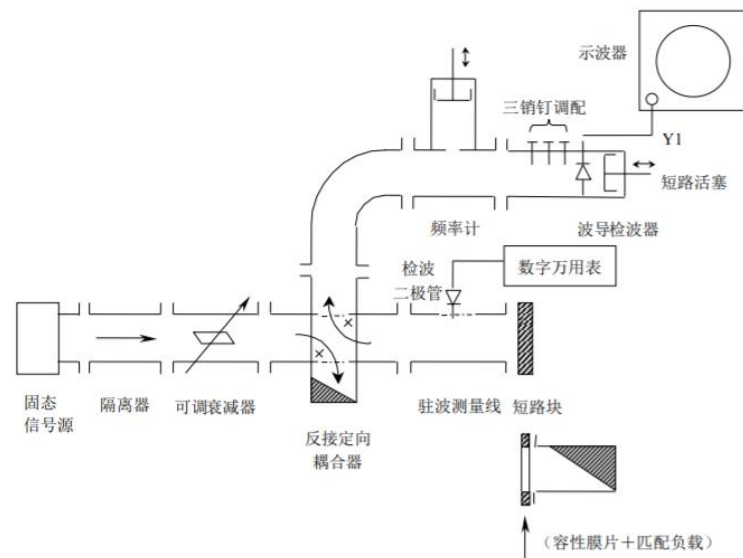 示波器
三销钉调配
Y1
短路活塞
频率计
波导检波器
检波
二极管
数字万用表
固态
信号源
隔离器
可调衰减器
反接定向
耦合器
驻波测量线
短路块
（容性膜片＋匹配负载）